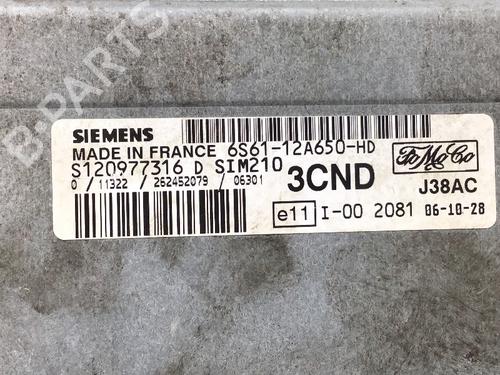 B.PARTS
SIEMENS
MADE IN FRANCE 6S61-12A650-HD
S120977316 D SIM210
0 / 11322 / 262452079 / 06301
3CND
FoMoCo
J38AC
e11 I-00 2081 06-10-28